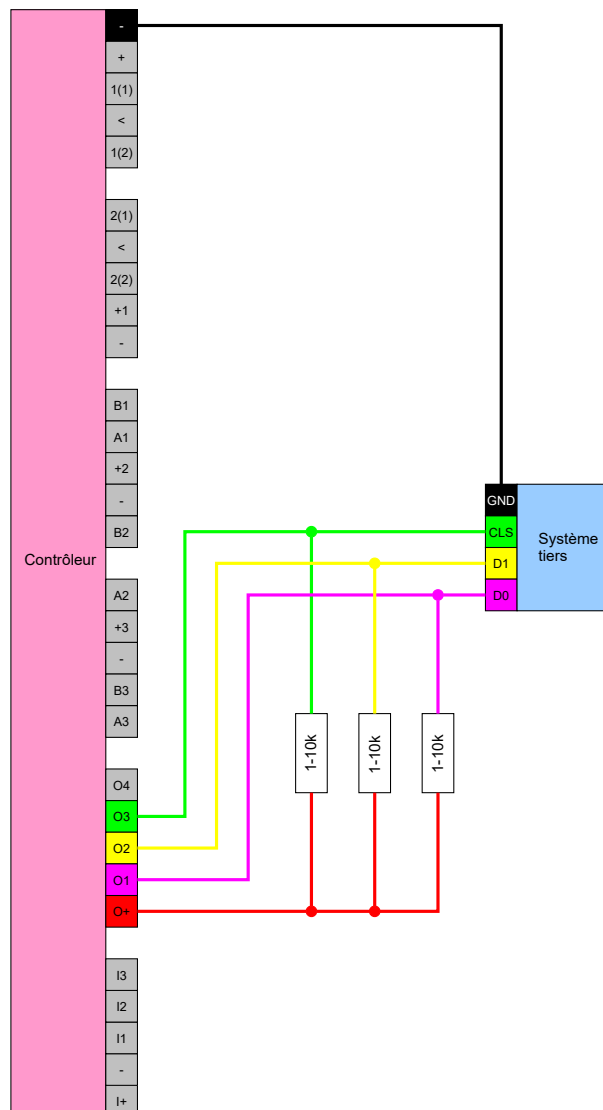 -
+
1(1)
<
1(2)
2(1)
<
2(2)
+1
-
B1
A1
+2
-
B2
A2
+3
-
B3
A3
O4
O3
O2
O1
O+
I3
I2
I1
-
I+
Contrôleur
GND
CLS
D1
D0
Système
tiers
1-10k
1-10k
1-10k